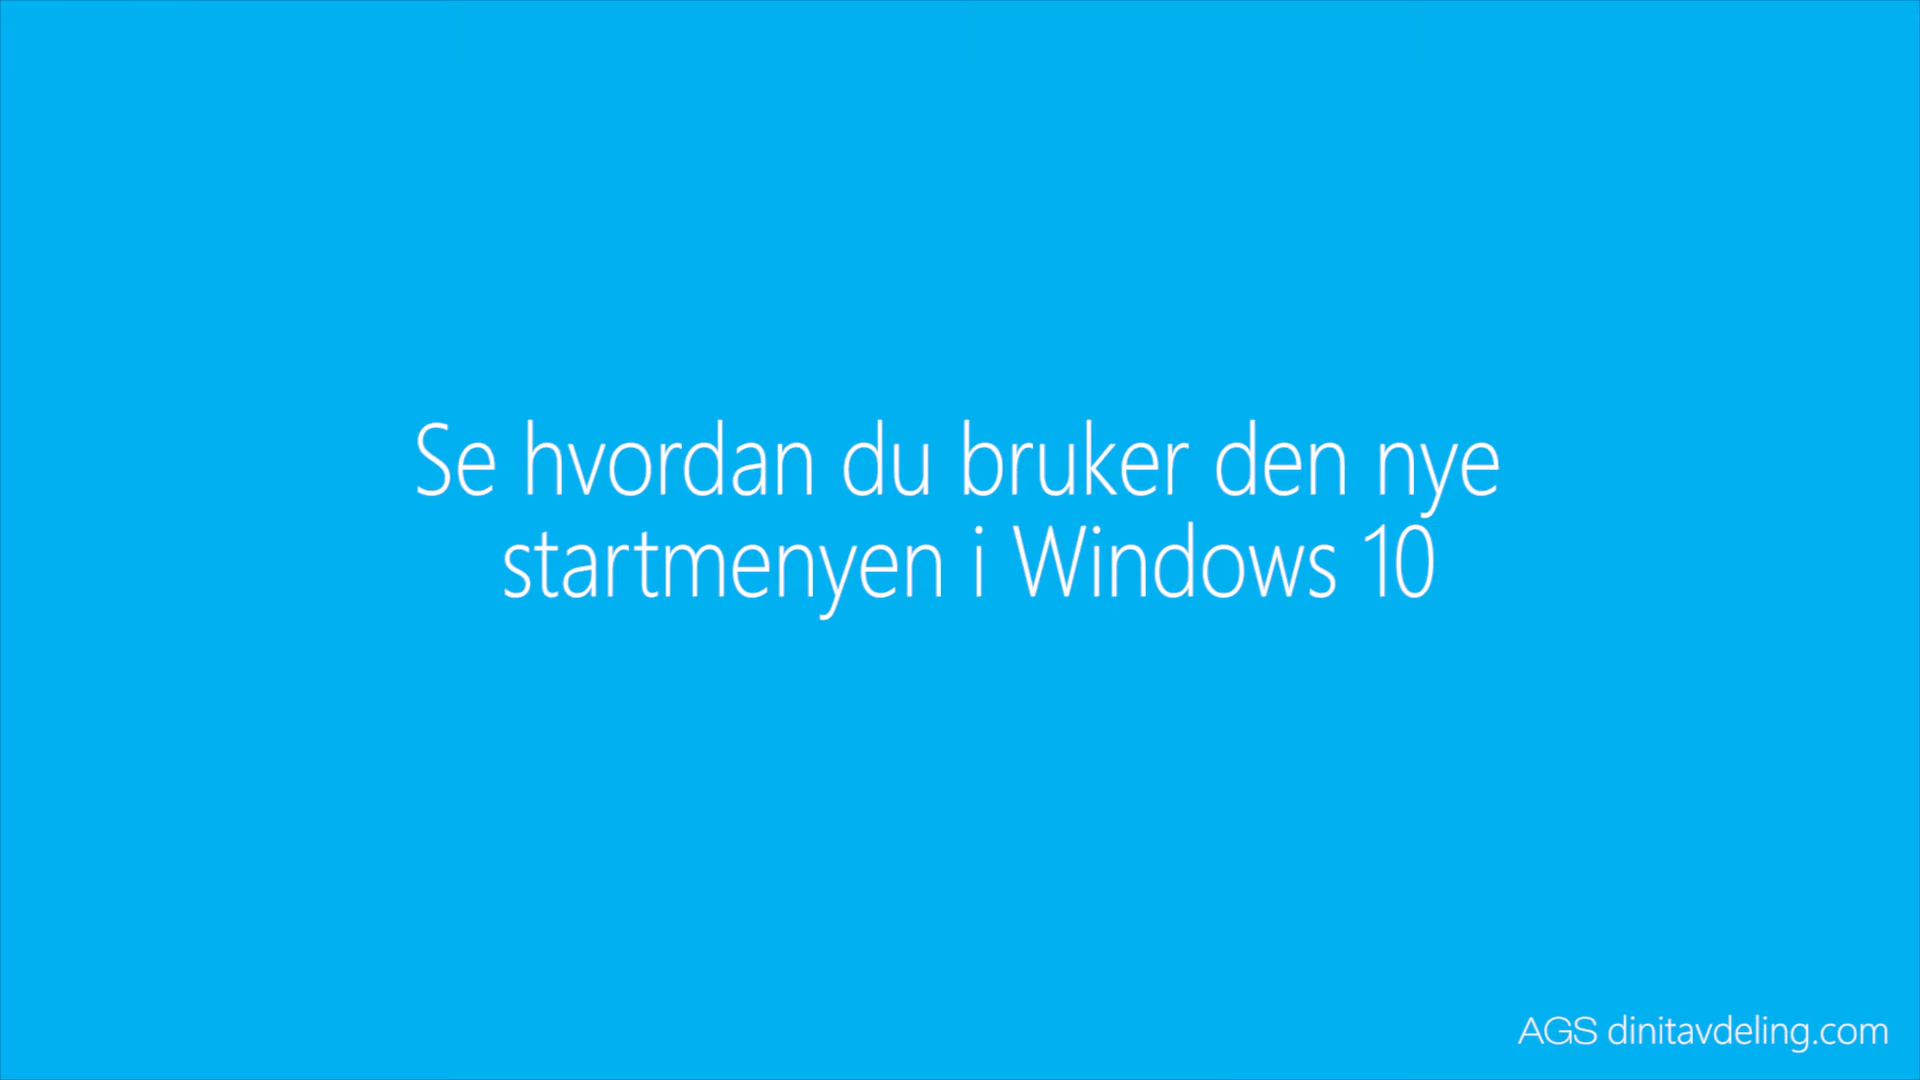 Se hvordan du bruker den nye
startmenyen i Windows 10
AGS dinitavdeling.com